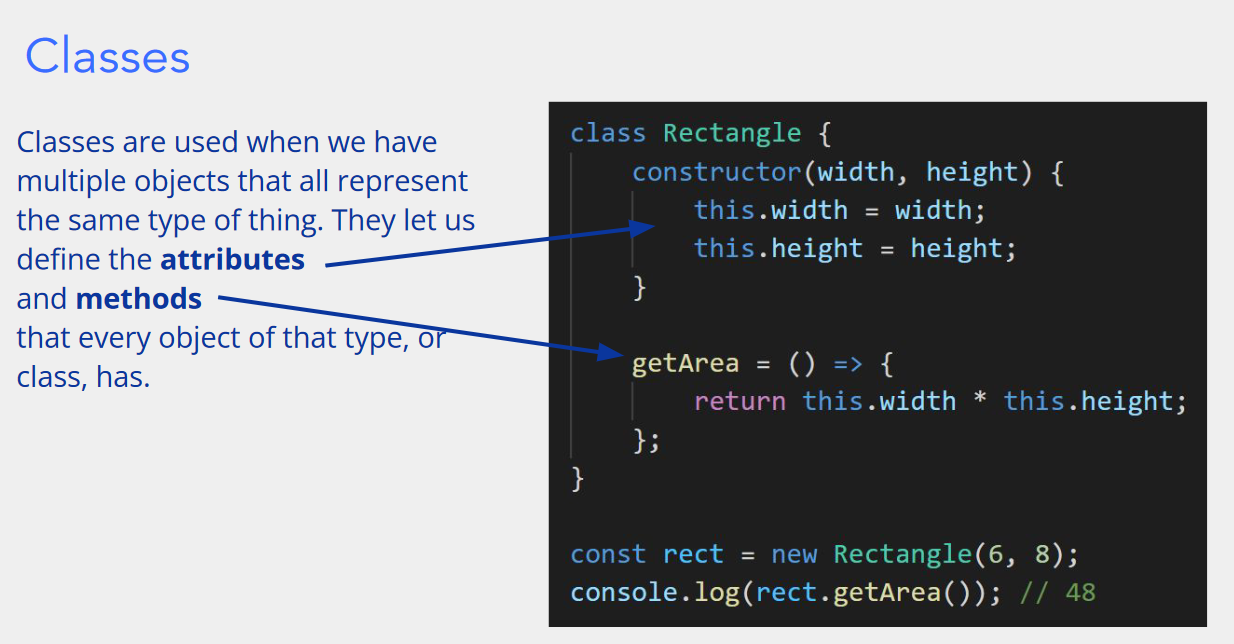 Classes
Classes are used when we have
multiple objects that all represent
the same type of thing. They let us
define the attributes
and methods
that every object of that type, or
class, has.
class Rectangle {
    constructor(width, height) {
        this.width = width;
        this.height = height;
    }

    getArea = () => {
        return this.width * this.height;
    };
}

const rect = new Rectangle(6, 8);
console.log(rect.getArea()); // 48